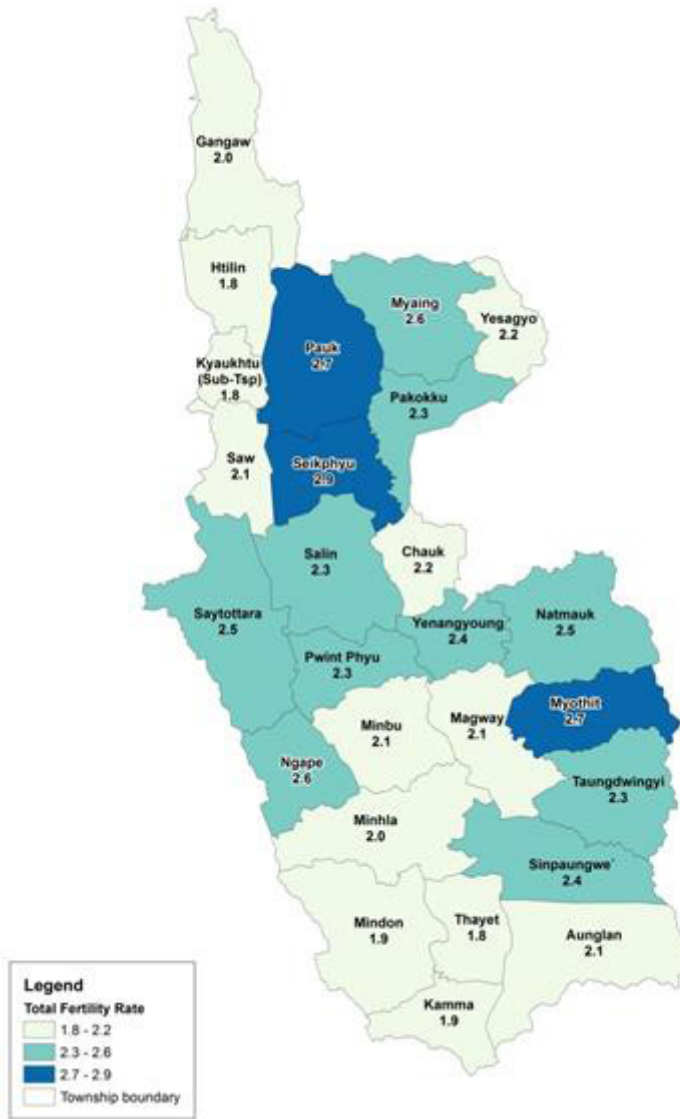 Gangaw
2.0
Htilin
1.8
Myaing
2.6
Yesagyo
2.2
Pauk
2.7
Kyaukhtu
(Sub-Tsp)
1.8
Pakokku
2.3
Saw
2.1
Seikphyu
2.9
Salin
2.3
Chauk
2.2
Saytottara
2.5
Yenangyoung
2.4
Natmauk
2.5
Pwint Phyu
2.3
Myothit
2.7
Minbu
2.1
Magway
2.1
Ngape
2.6
Taungdwingyi
2.3
Minhla
2.0
Sinpaungwe`
2.4
Mindon
1.9
Thayet
1.8
Aunglan
2.1
Kamma
1.9
Legend
Total Fertility Rate
1.8 - 2.2
2.3 - 2.6
2.7 - 2.9
Township boundary